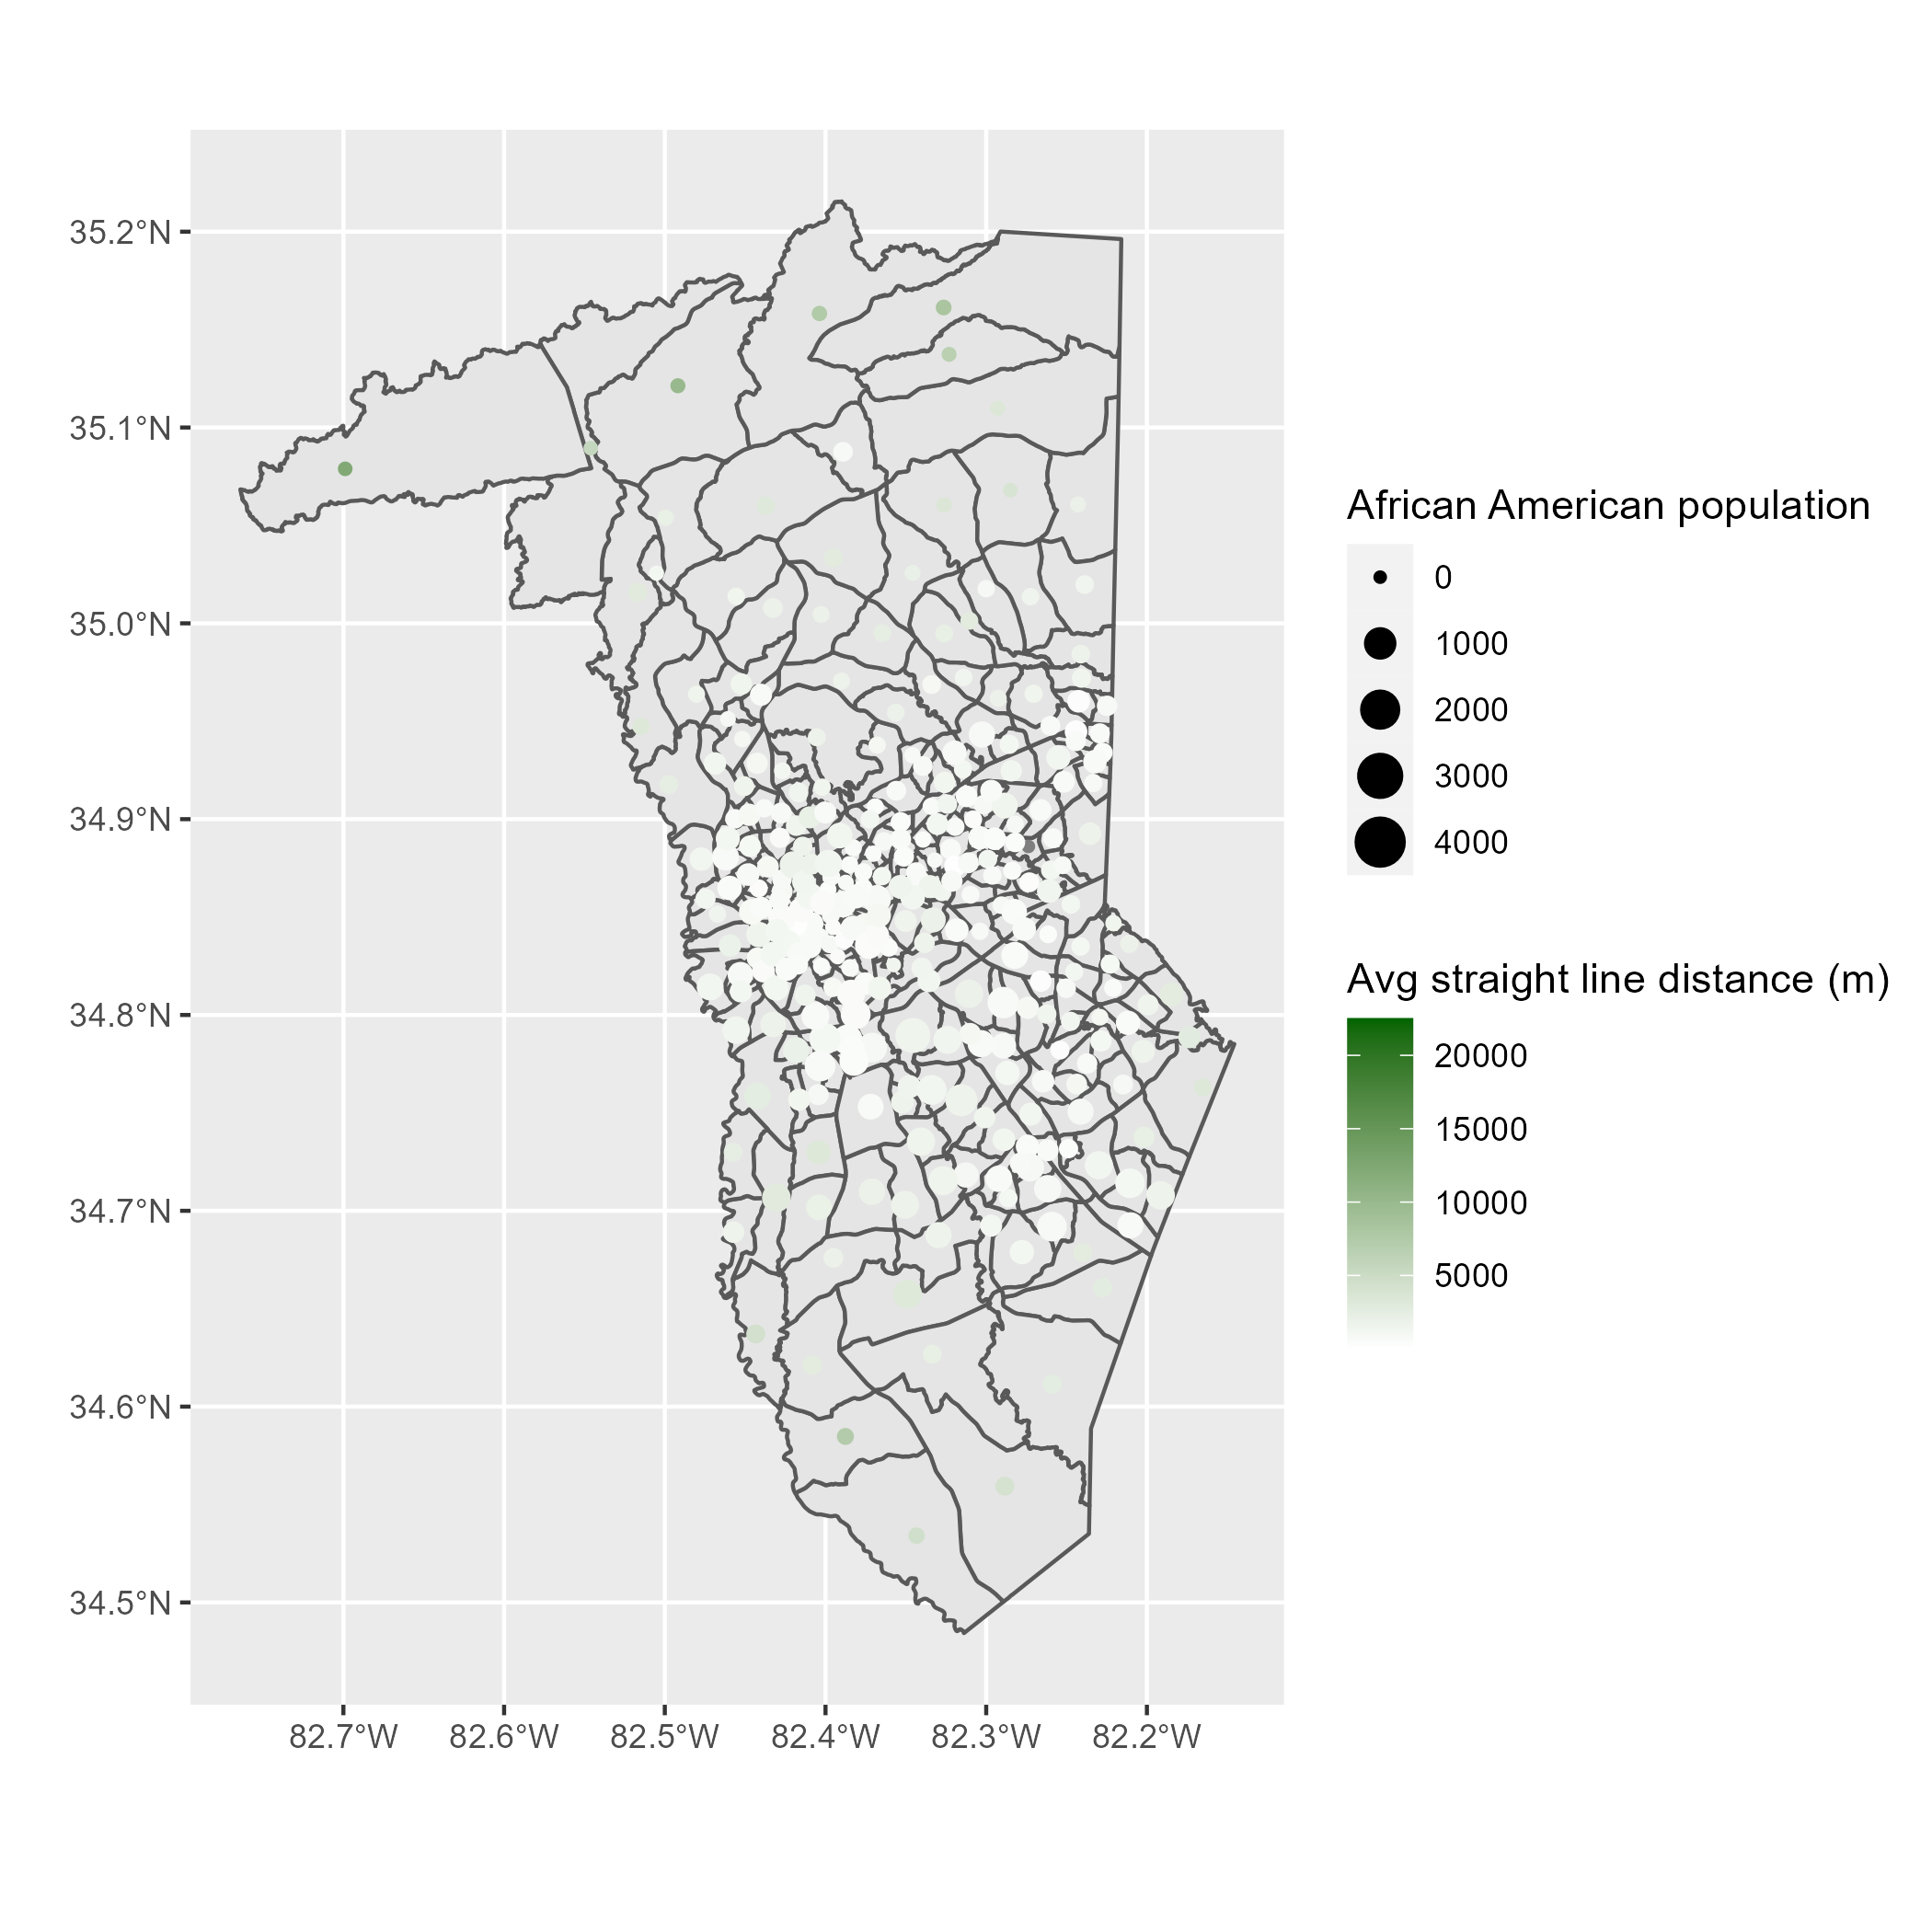 35.2°N
35.1°N
35.0°N
34.9°N
34.8°N
34.7°N
34.6°N
34.5°N
82.7°W 82.6°W 82.5°W 82.4°W 82.3°W 82.2°W
African American population
0
1000
2000
3000
4000
Avg straight line distance (m)
20000
15000
10000
5000